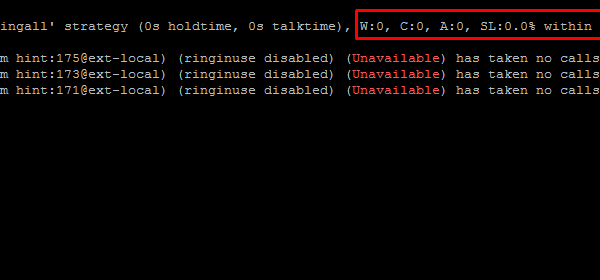 ingall' strategy (0s holdtime, 0s talktime), W:0, C:0, A:0, SL:0.0% within
m hint:175@ext-local) (ringinuse disabled) (Unavailable) has taken no calls
m hint:173@ext-local) (ringinuse disabled) (Unavailable) has taken no calls
m hint:171@ext-local) (ringinuse disabled) (Unavailable) has taken no calls